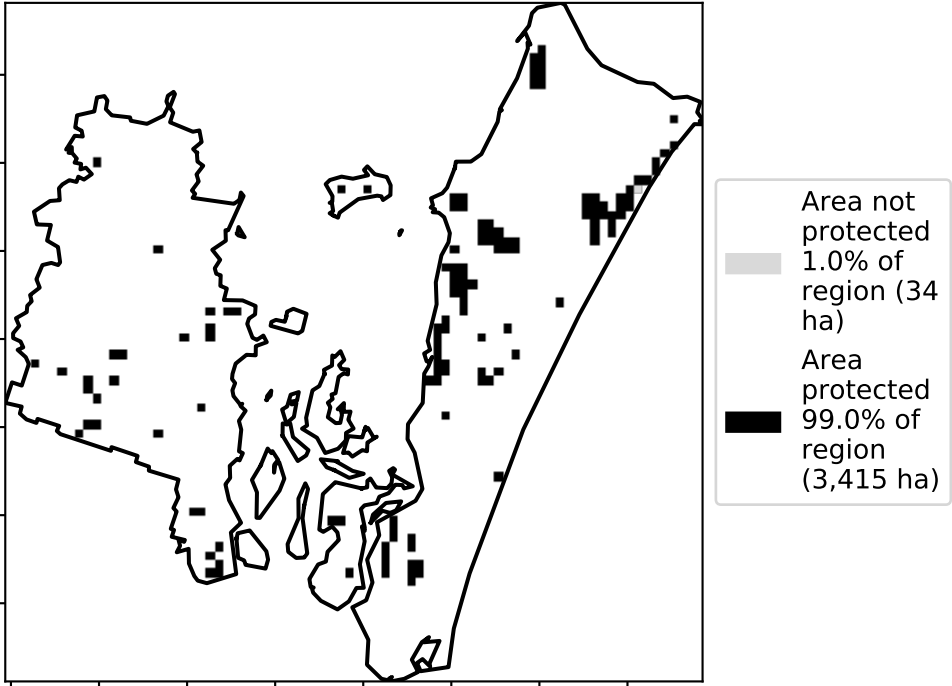 Area not
protected
1.0% of
region (34
ha)
Area
protected
99.0% of
region
(3,415 ha)